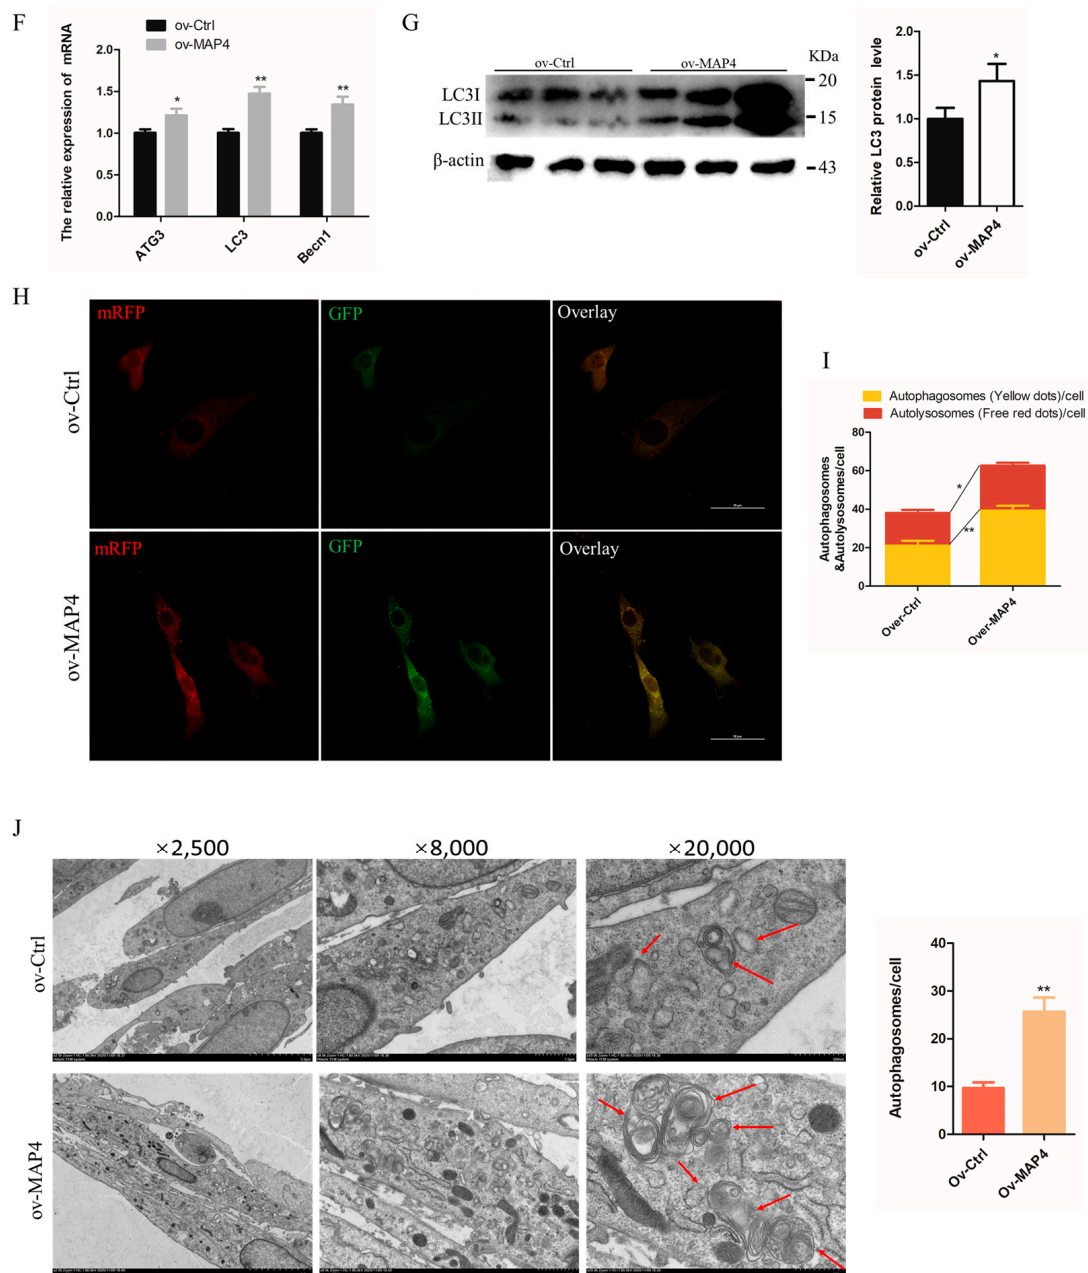 F
ov-Ctrl
ov-MAP4
The relative expression of mRNA
2.0
1.5
1.0
0.5
0.0
*
**
**
ATG3
LC3
Becn1
G
ov-Ctrl
ov-MAP4
KDa
LC3I
LC3II
β-actin
20
15
43
Relative LC3 protein levle
2.0
1.5
1.0
0.5
0.0
*
ov-Ctrl
ov-MAP4
H
ov-Ctrl
mRFP
GFP
Overlay
ov-MAP4
mRFP
GFP
Overlay
I
Autophagosomes (Yellow dots)/cell
Autolysosomes (Free red dots)/cell
Autophagosomes
&Autolysosomes/cell
80
60
40
20
0
*
**
Over-Ctrl
Over-MAP4
J
×2,500
×8,000
×20,000
ov-Ctrl
ov-MAP4
Autophagosomes/cell
40
30
20
10
0
**
Ov-Ctrl
Ov-MAP4